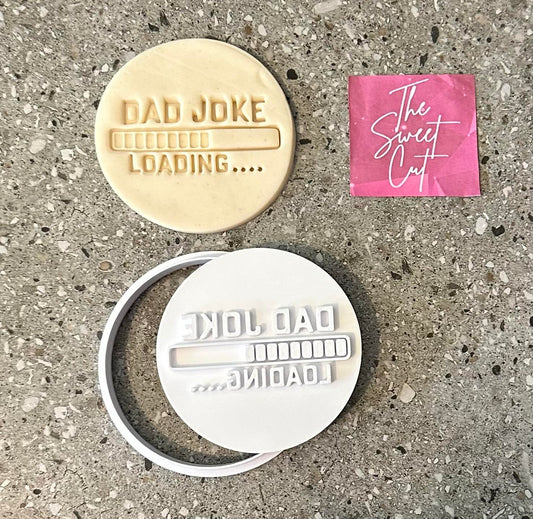 DAD JOKE
LOADING....
The
Sweet
Cut
DAD JOKE
LOADING.....